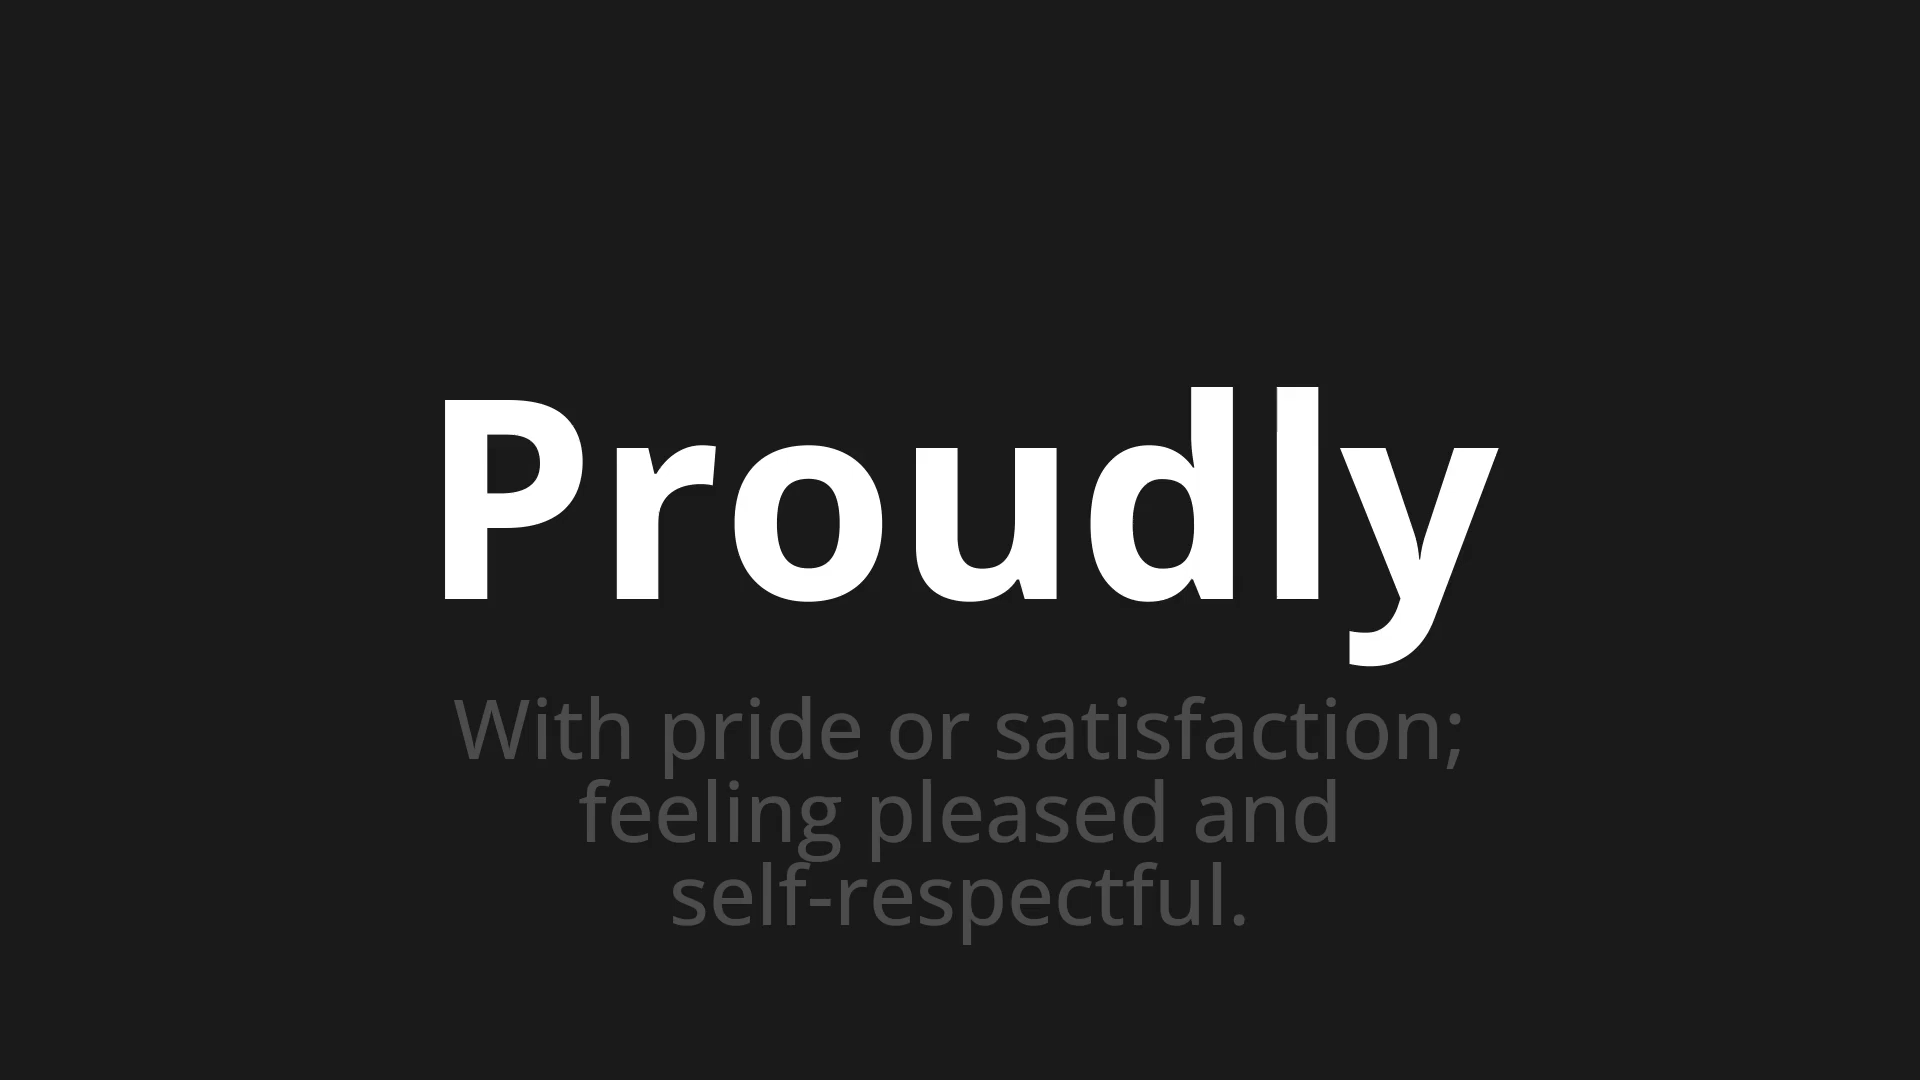 Proudly
With pride or satisfaction;
feeling pleased and
self-respectful.